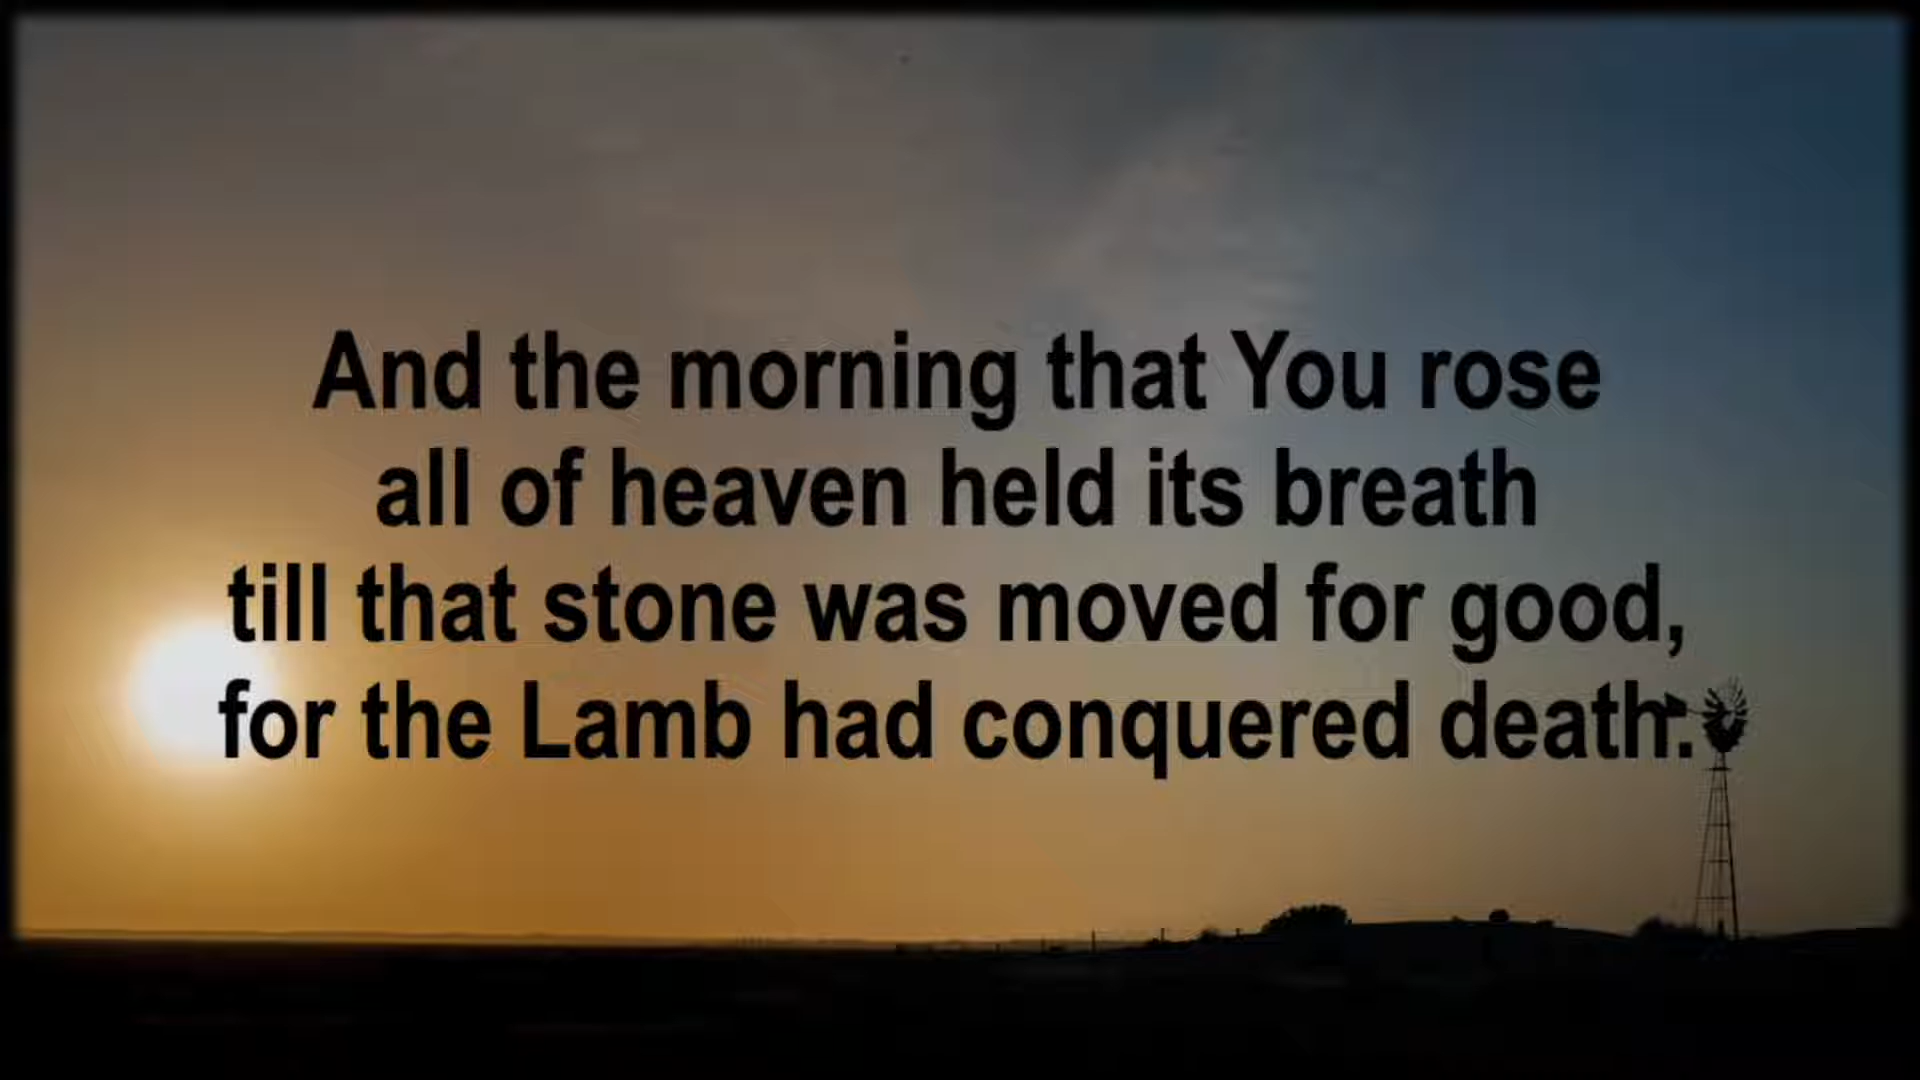 And the morning that You rose
all of heaven held its breath
till that stone was moved for good,
for the Lamb had conquered death.